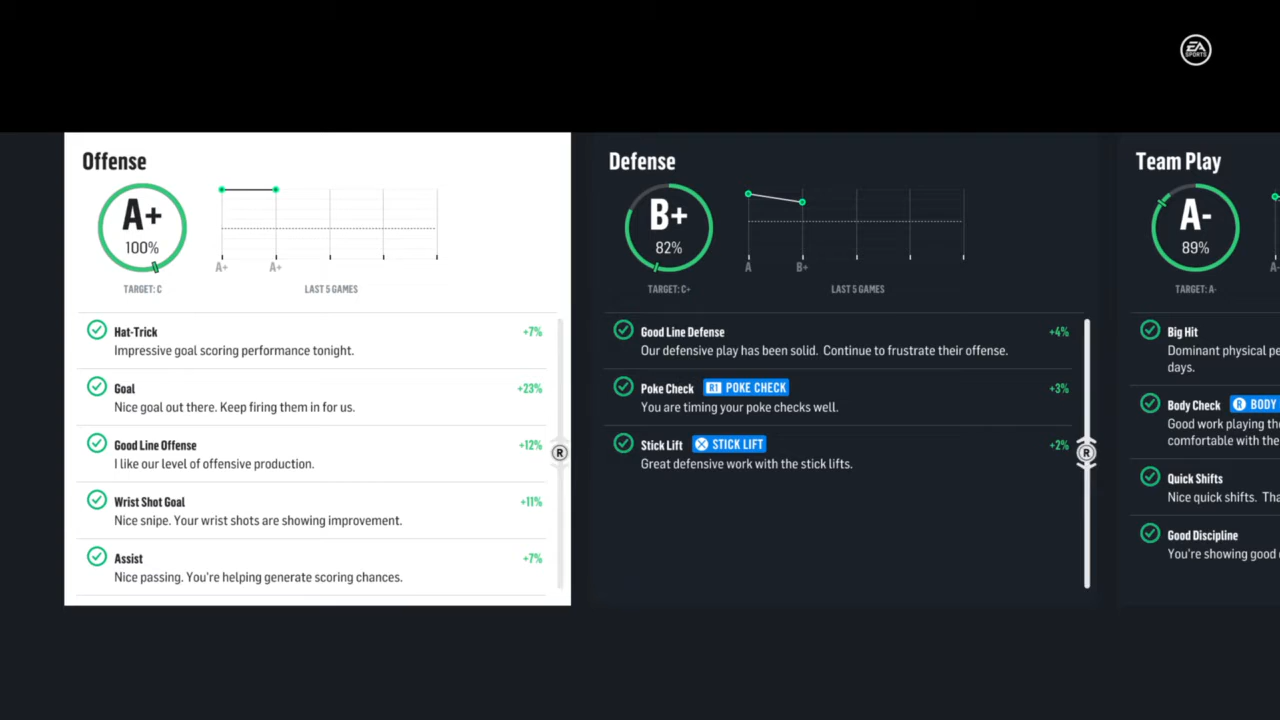 EA
SPORTS
Offense
A+
100%
TARGET: C
A+
A+
LAST 5 GAMES
Hat-Trick
+7%
Impressive goal scoring performance tonight.
Goal
+23%
Nice goal out there. Keep firing them in for us.
Good Line Offense
+12%
I like our level of offensive production.
Wrist Shot Goal
+11%
Nice snipe. Your wrist shots are showing improvement.
Assist
+7%
Nice passing. You're helping generate scoring chances.
R
Defense
B+
82%
TARGET: C+
A
B+
LAST 5 GAMES
Good Line Defense
+4%
Our defensive play has been solid. Continue to frustrate their offense.
Poke Check R1 POKE CHECK
+3%
You are timing your poke checks well.
Stick Lift STICK LIFT
+2%
Great defensive work with the stick lifts.
R
Team Play
A-
89%
TARGET: A-
A-
Big Hit
Dominant physical pe
days.
Body Check R BODY
Good work playing the
comfortable with the
Quick Shifts
Nice quick shifts. Tha
Good Discipline
You're showing good